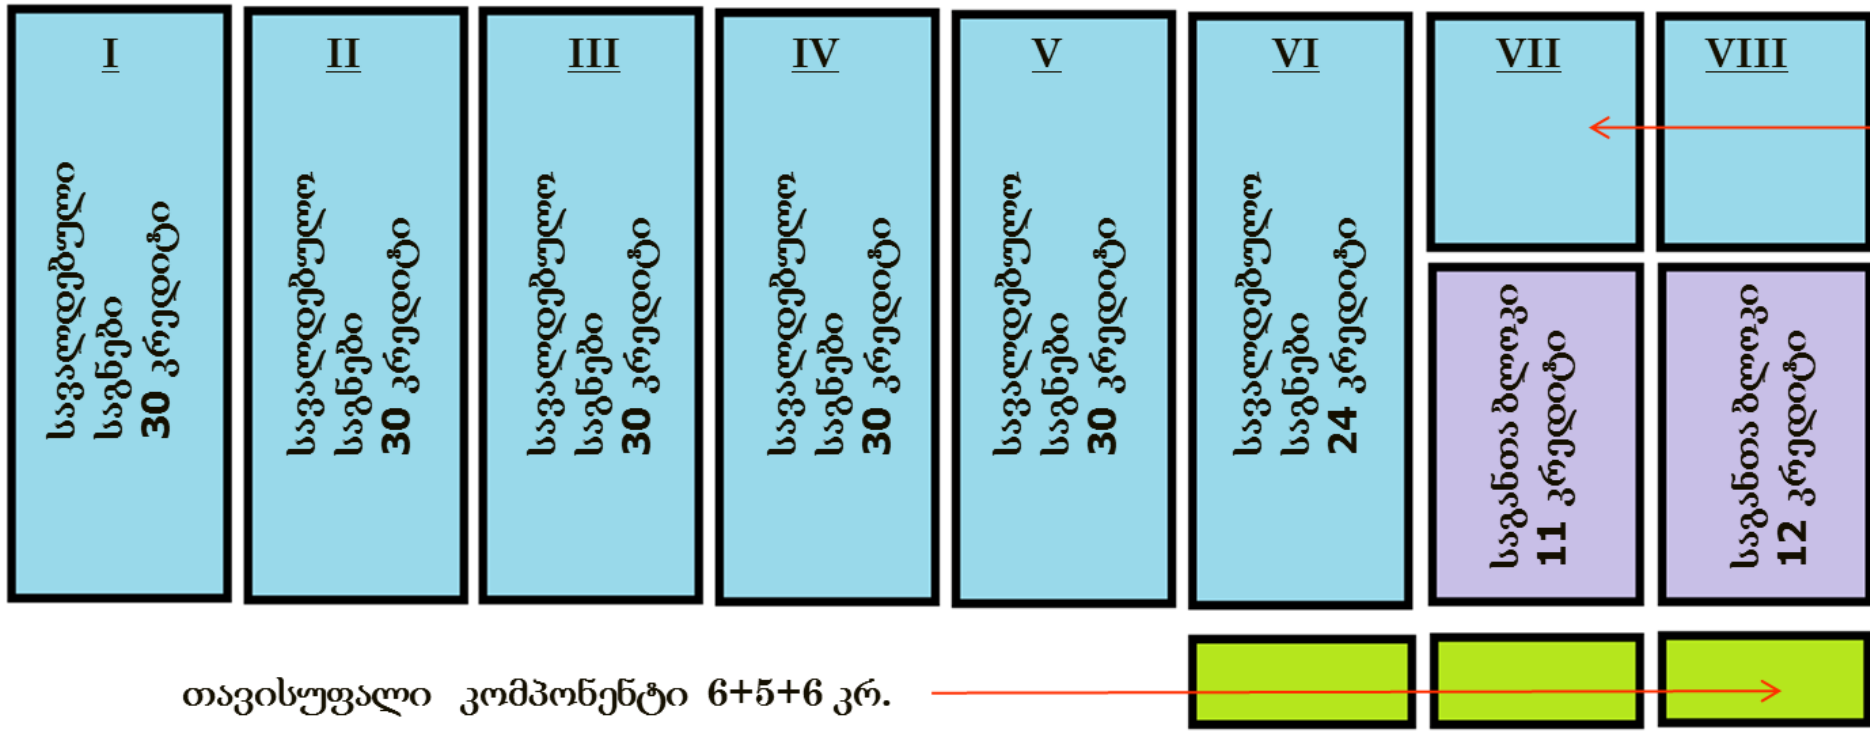 I
სავალდებული
საგნები
30 კრედიტი
II
სავალდებულო
საგნები
30 კრედიტი
III
სავალდებულო
საგნები
30 კრედიტი
IV
სავალდებულო
საგნები
30 კრედიტი
V
სავალდებულო
საგნები
30 კრედიტი
VI
სავალდებულო
საგნები
24 კრედიტი
VII
საგანთა ბლოკი
11 კრედიტი
VIII
საგანთა ბლოკი
12 კრედიტი
თავისუფალი კომპონენტი 6+5+6 კრ.